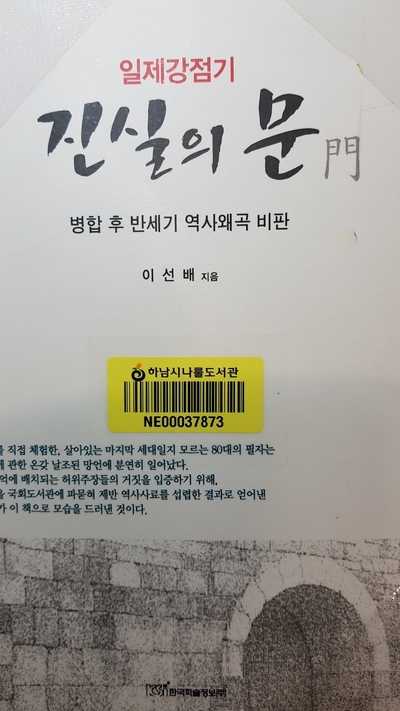 일제강점기
진실의 문 門
병합 후 반세기 역사왜곡 비판
이선배 지음
하남시나룰도서관
NE00037873
직접 체험한, 살아있는 마지막 세대일지 모르는 80대의 필자는
관한 온갖 날조된 망언에 분연히 일어났다.
억에 배치되는 허위주장들의 거짓을 입증하기 위해,
국회도서관에 파묻혀 제반 역사사료를 섭렵한 결과로 얻어낸
이 책으로 모습을 드러낸 것이다.
한국학술정보㈜